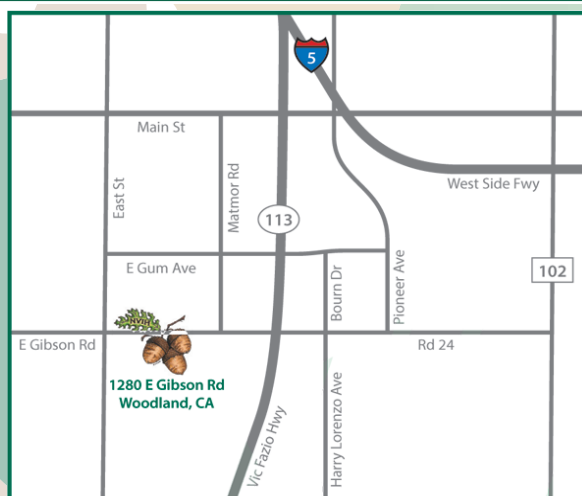 5
Main St
West Side Fwy
East St
Matmor Rd
113
E Gum Ave
Bourn Dr
Pioneer Ave
102
E Gibson Rd
Rd 24
1280 E Gibson Rd
Woodland, CA
Vic Fazio Hwy
Harry Lorenzo Ave